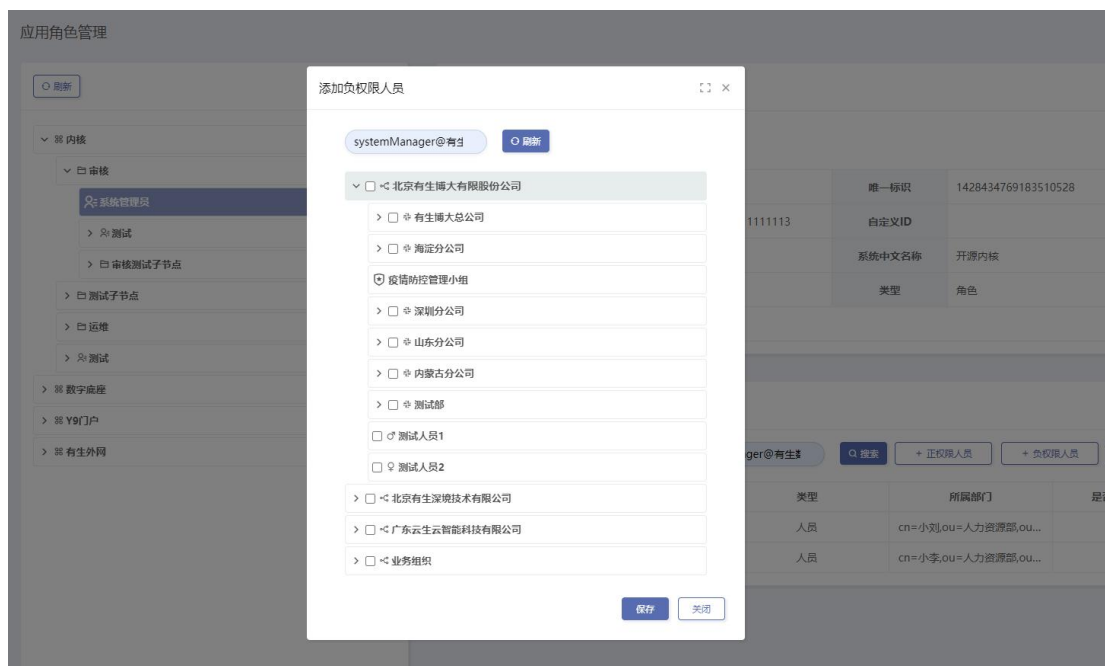 应用角色管理
刷新
内核
审核
系统管理员
测试
审核测试子节点
测试子节点
运维
测试
数字底座
Y9门户
有生外网
添加负权限人员
systemManager@有生
刷新
北京有生博大有限股份公司
有生博大总公司
海淀分公司
疫情防控管理小组
深圳分公司
山东分公司
内蒙古分公司
测试部
测试人员1
测试人员2
北京有生深境技术有限公司
广东云生云智能科技有限公司
业务组织
保存
关闭
唯一标识 1428434769183510528
1111113 自定义ID
系统中文名称 开源内核
类型 角色
ger@有生 搜索 + 正权限人员 + 负权限人员
类型 所属部门 是
人员 cn=小刘,ou=人力资源部,ou...
人员 cn=小李,ou=人力资源部,ou...